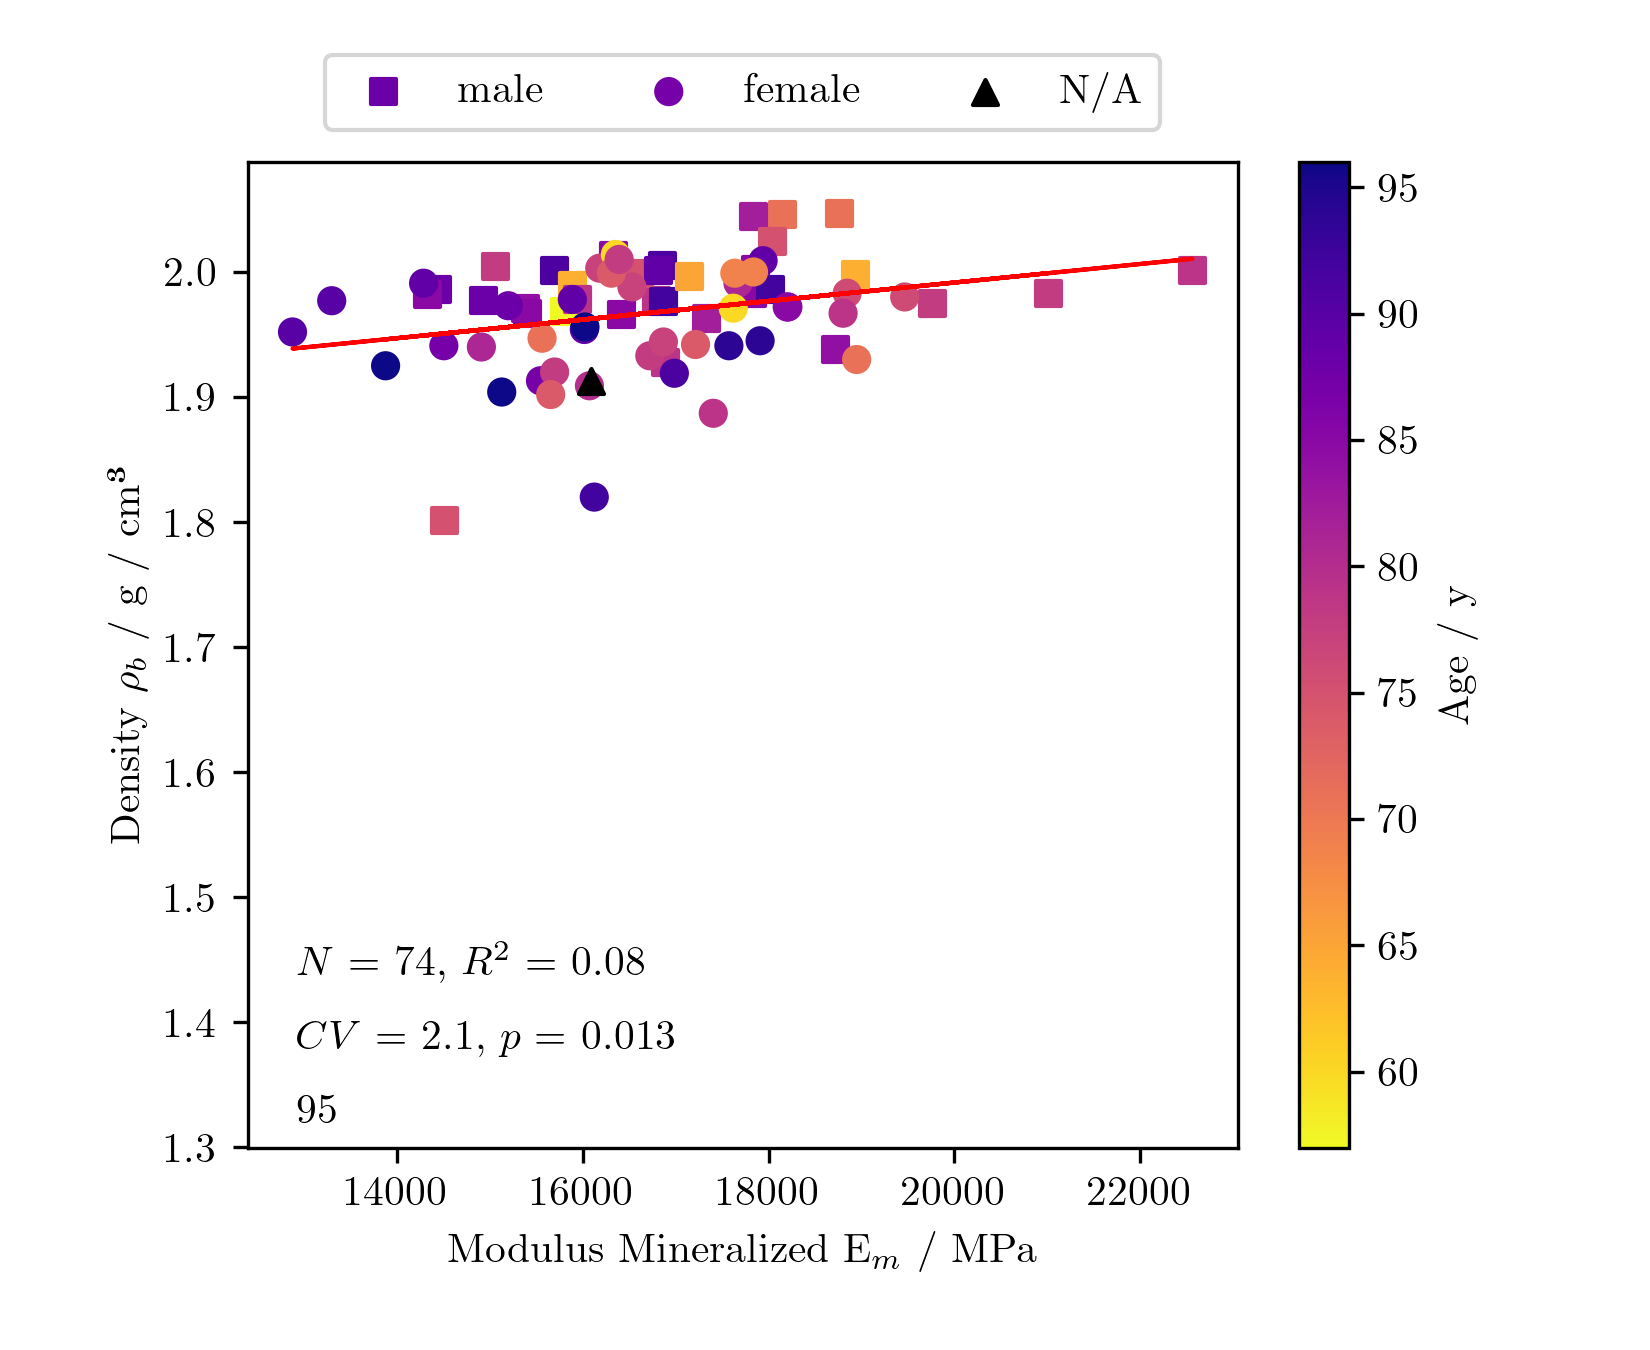 male female N/A
2.0
1.9
1.8
1.7
1.6
1.5
1.4
1.3
Density ρb / g / cm³
N = 74, R² = 0.08
CV = 2.1, p = 0.013
95
14000 16000 18000 20000 22000
Modulus Mineralized Em / MPa
95
90
85
80
75
70
65
60
Age / y